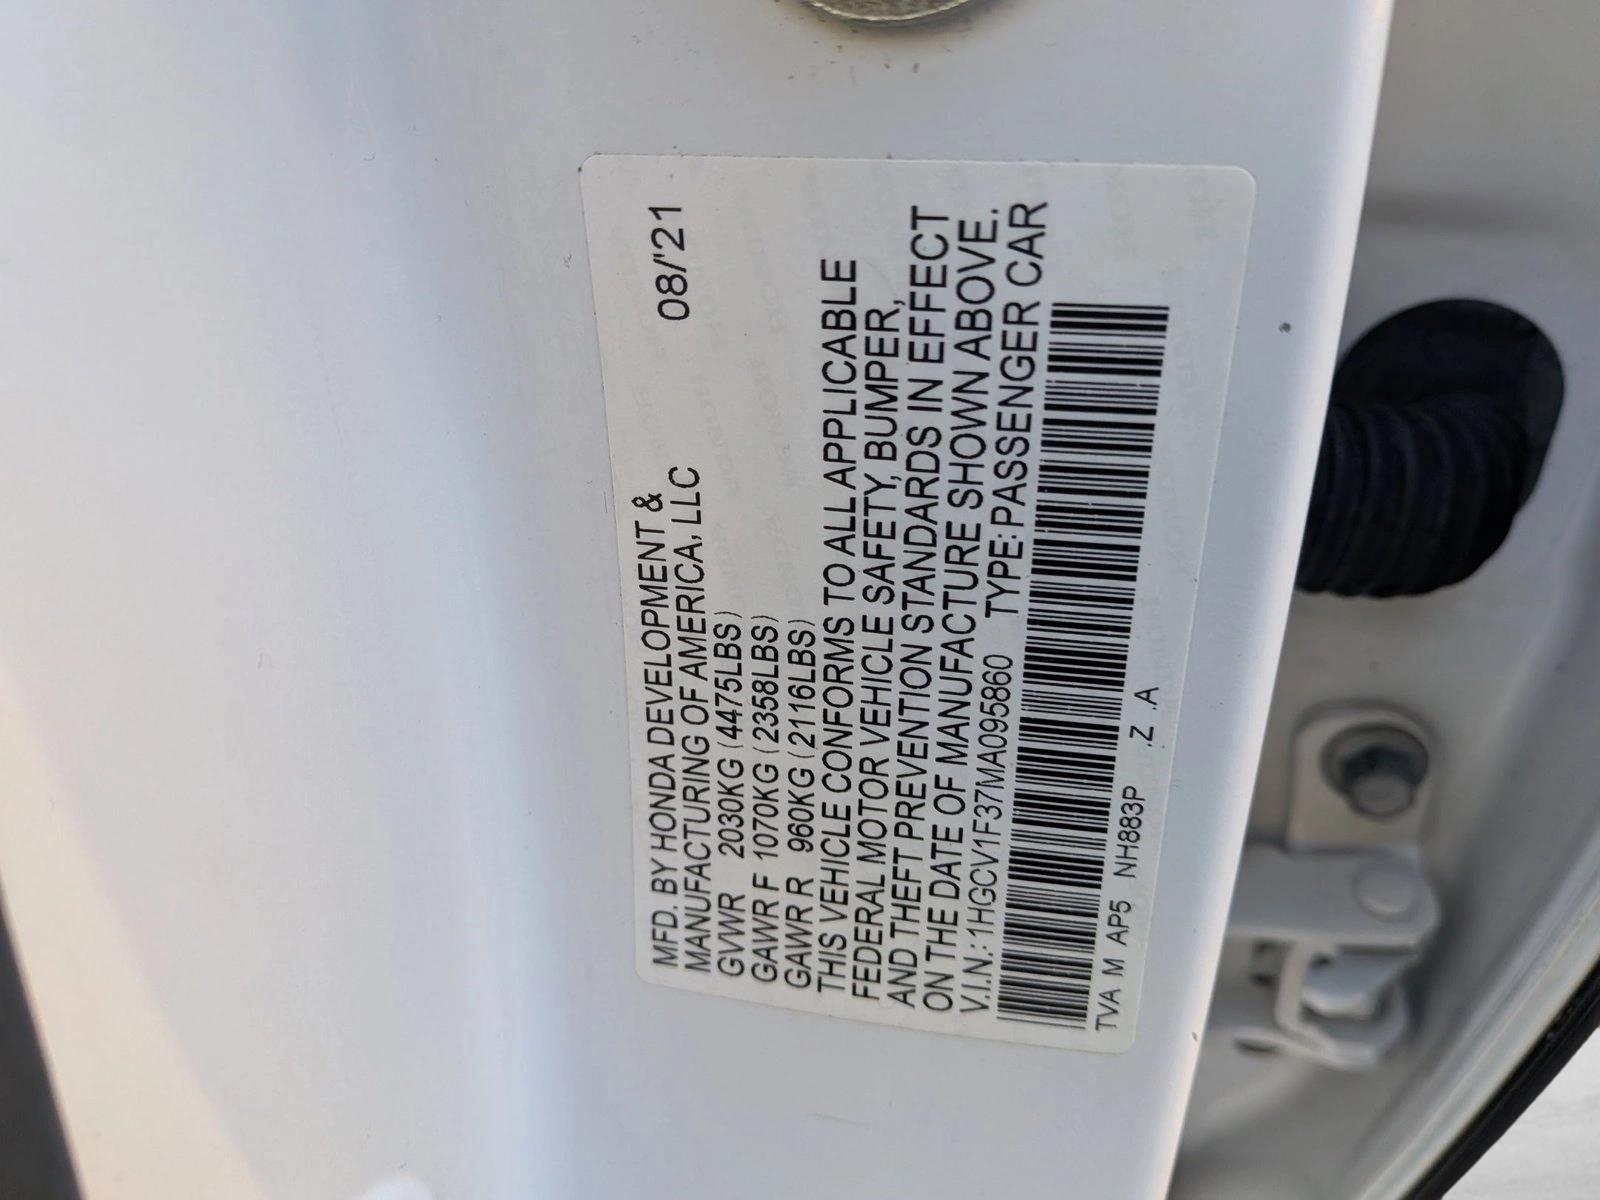 MFD. BY HONDA DEVELOPMENT &
MANUFACTURING OF AMERICA, LLC 08/'21
GVWR 2030KG (4475LBS)
GAWR F 1070KG (2358LBS)
GAWR R 960KG (2116LBS)
THIS VEHICLE CONFORMS TO ALL APPLICABLE
FEDERAL MOTOR VEHICLE SAFETY, BUMPER,
AND THEFT PREVENTION STANDARDS IN EFFECT
ON THE DATE OF MANUFACTURE SHOWN ABOVE.
V.I.N.: 1HGCV1F37MA095860 TYPE: PASSENGER CAR
TVA M AP5 NH883P .Z .A